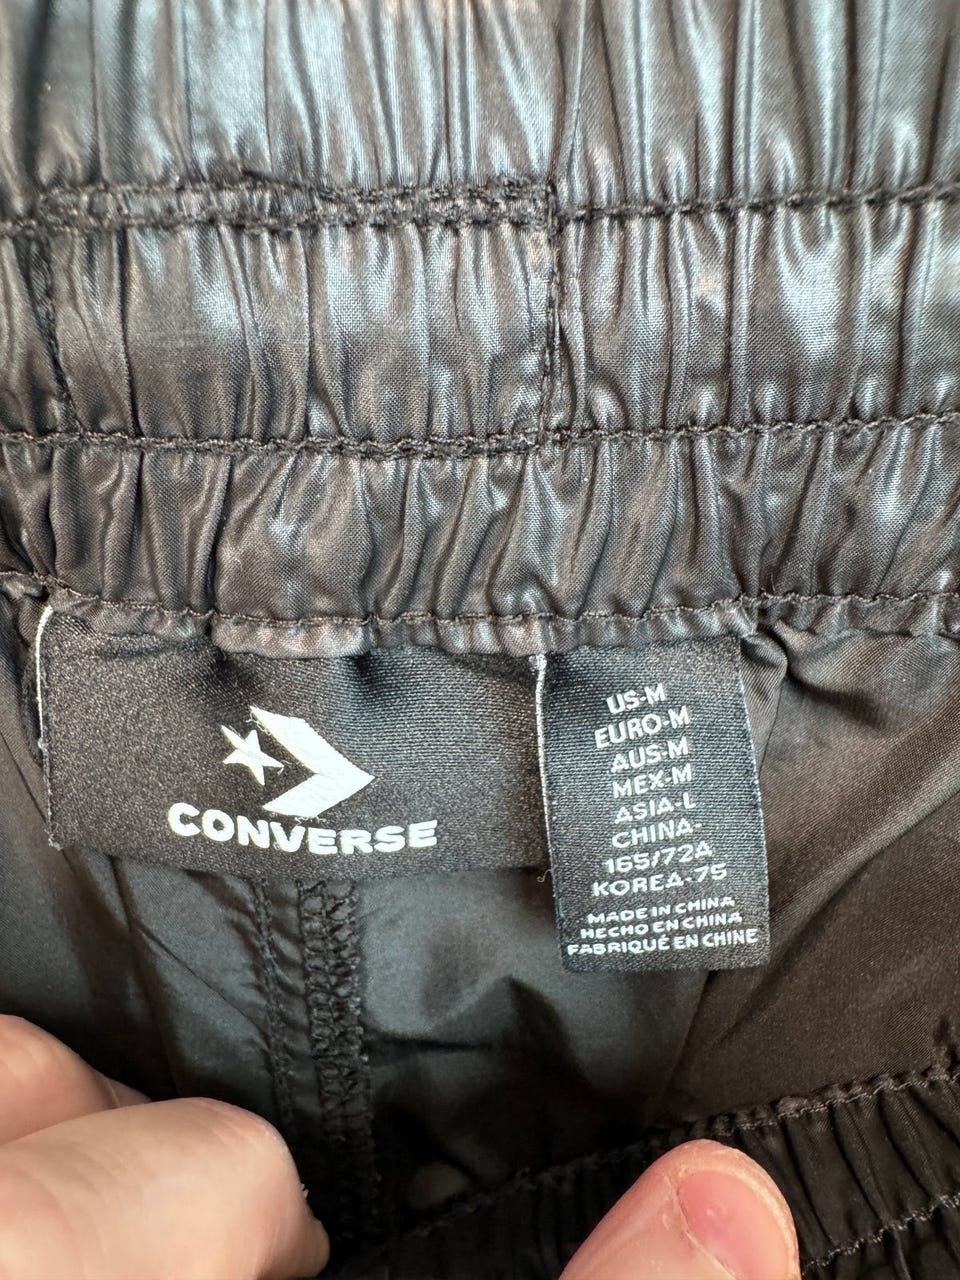 CONVERSE
US-M
EURO-M
AUS-M
MEX-M
ASIA-L
CHINA-
165/72A
KOREA-75
MADE IN CHINA
HECHO EN CHINA
FABRIQUÉ EN CHINE